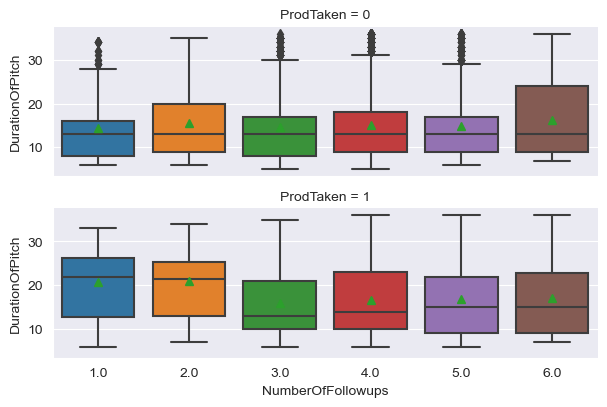 ProdTaken = 0
DurationOfPitch
30
20
10
ProdTaken = 1
DurationOfPitch
30
20
10
1.0 2.0 3.0 4.0 5.0 6.0
NumberOfFollowups